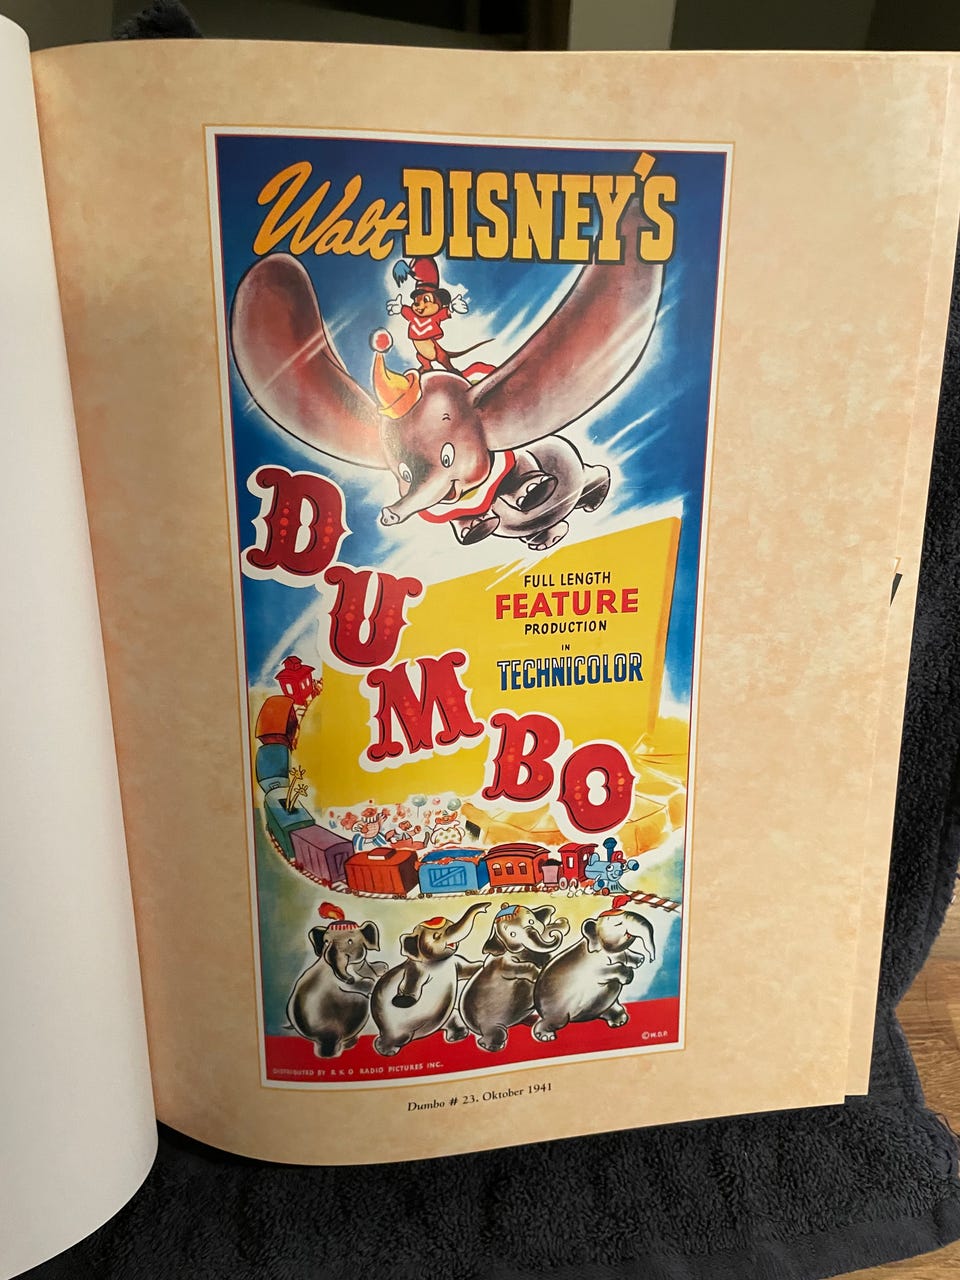 Walt DISNEY'S
DUMBO
FULL LENGTH
FEATURE
PRODUCTION
IN
TECHNICOLOR
©W.D.P.
DISTRIBUTED BY R K O RADIO PICTURES INC.
Dumbo # 23. Oktober 1941